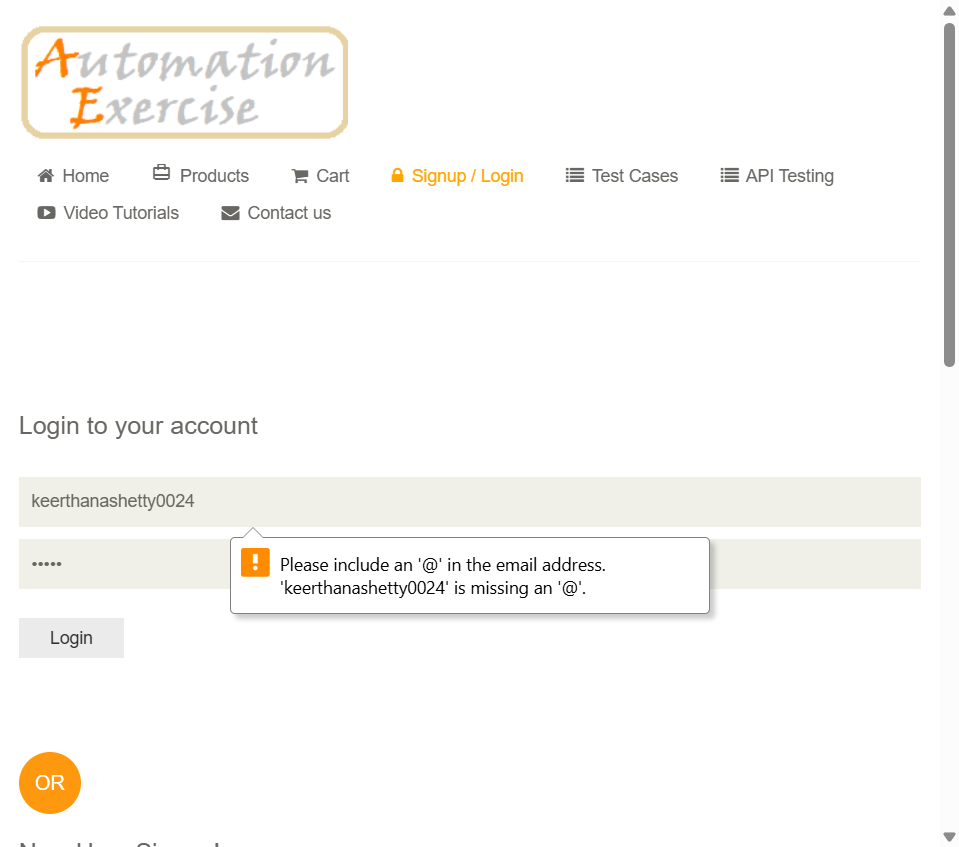 Automation
Exercise
Home Products Cart Signup / Login Test Cases API Testing
Video Tutorials Contact us
Login to your account
keerthanashetty0024
•••••
Please include an '@' in the email address.
'keerthanashetty0024' is missing an '@'.
Login
OR